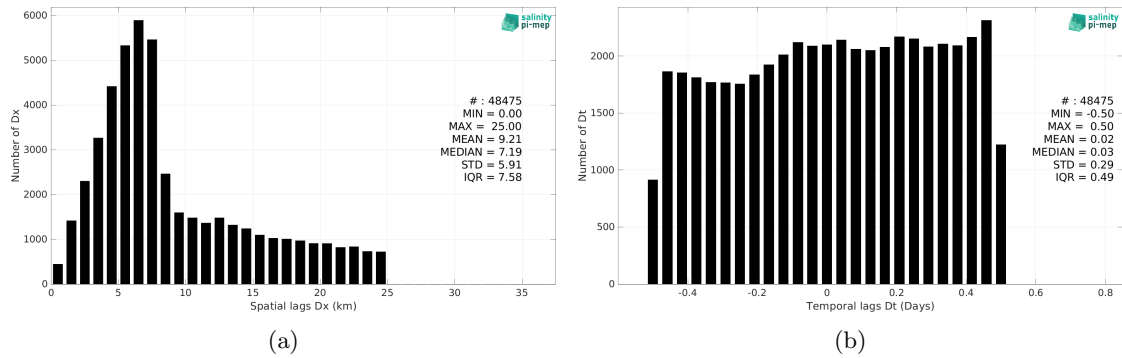 6000
5000
4000
3000
2000
1000
0
Number of Dx
salinity
pi-mep
# : 48475
MIN = 0.00
MAX =  25.00
MEAN = 9.21
MEDIAN = 7.19
STD = 5.91
IQR = 7.58
0 5 10 15 20 25 30 35
Spatial lags Dx (km)
(a)
2000
1500
1000
500
0
Number of Dt
salinity
pi-mep
# : 48475
MIN = -0.50
MAX =  0.50
MEAN = 0.02
MEDIAN = 0.03
STD = 0.29
IQR = 0.49
-0.4 -0.2 0 0.2 0.4 0.6 0.8
Temporal lags Dt (Days)
(b)